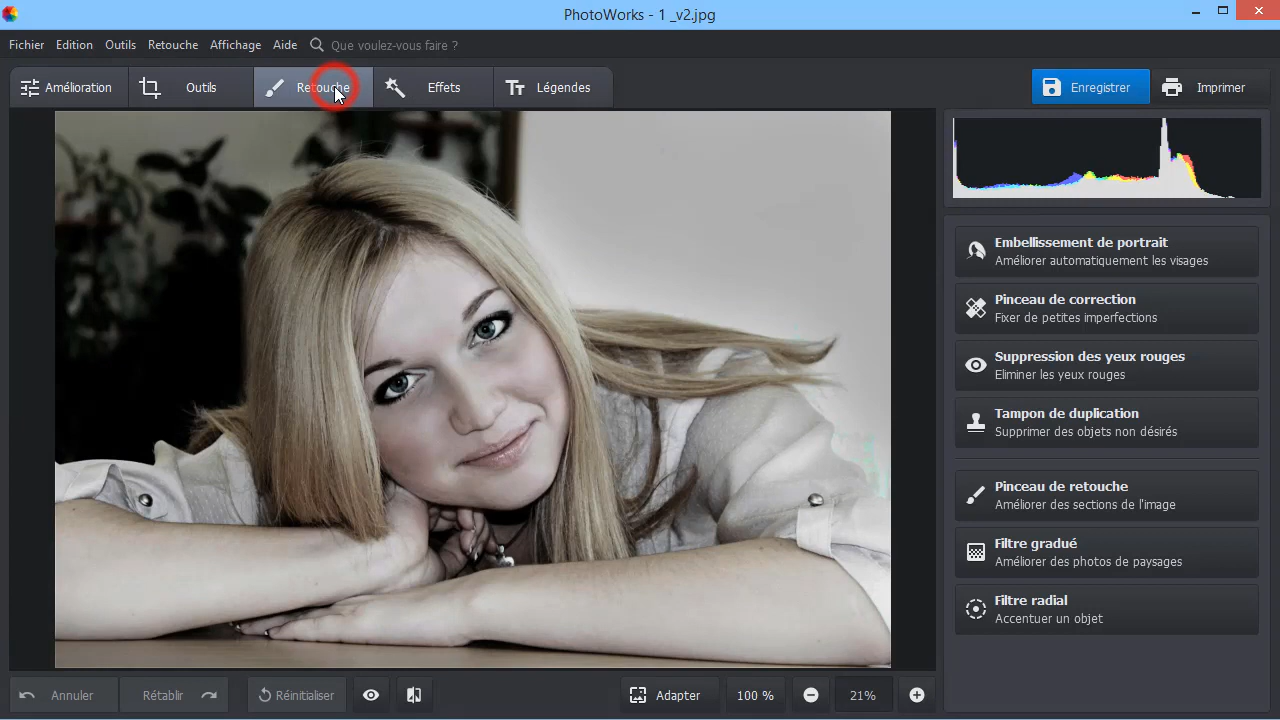 PhotoWorks - 1 _v2.jpg
Fichier Edition Outils Retouche Affichage Aide Que voulez-vous faire ?
Amélioration Outils Retouche Effets Légendes Enregistrer Imprimer
Embellissement de portrait
Améliorer automatiquement les visages
Pinceau de correction
Fixer de petites imperfections
Suppression des yeux rouges
Eliminer les yeux rouges
Tampon de duplication
Supprimer des objets non désirés
Pinceau de retouche
Améliorer des sections de l'image
Filtre gradué
Améliorer des photos de paysages
Filtre radial
Accentuer un objet
Annuler Rétablir Réinitialiser Adapter 100 % 21%